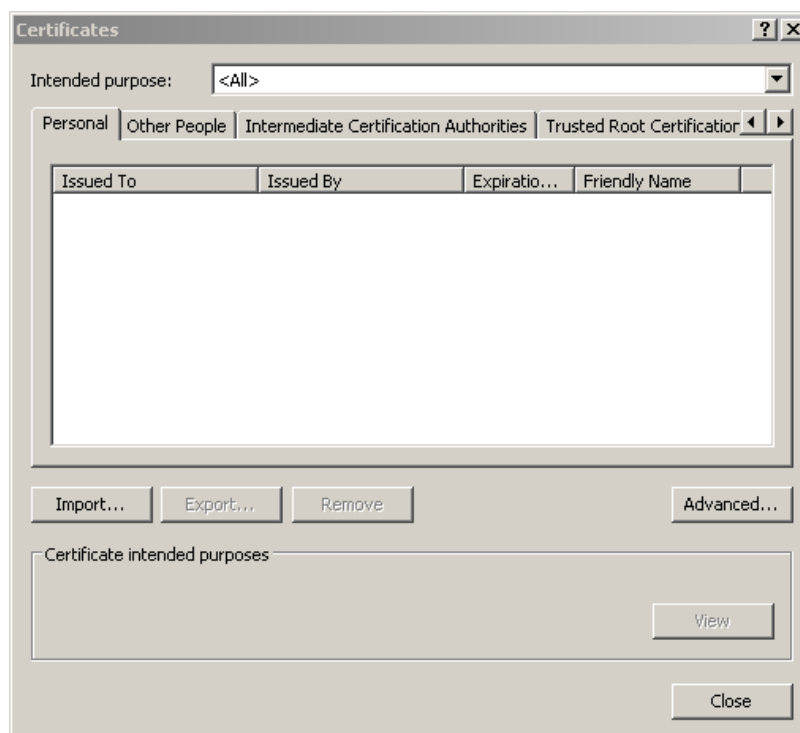 Certificates
Intended purpose: <All>
Personal Other People Intermediate Certification Authorities Trusted Root Certification
Issued To Issued By Expiratio... Friendly Name
Import... Export... Remove Advanced...
Certificate intended purposes
View
Close